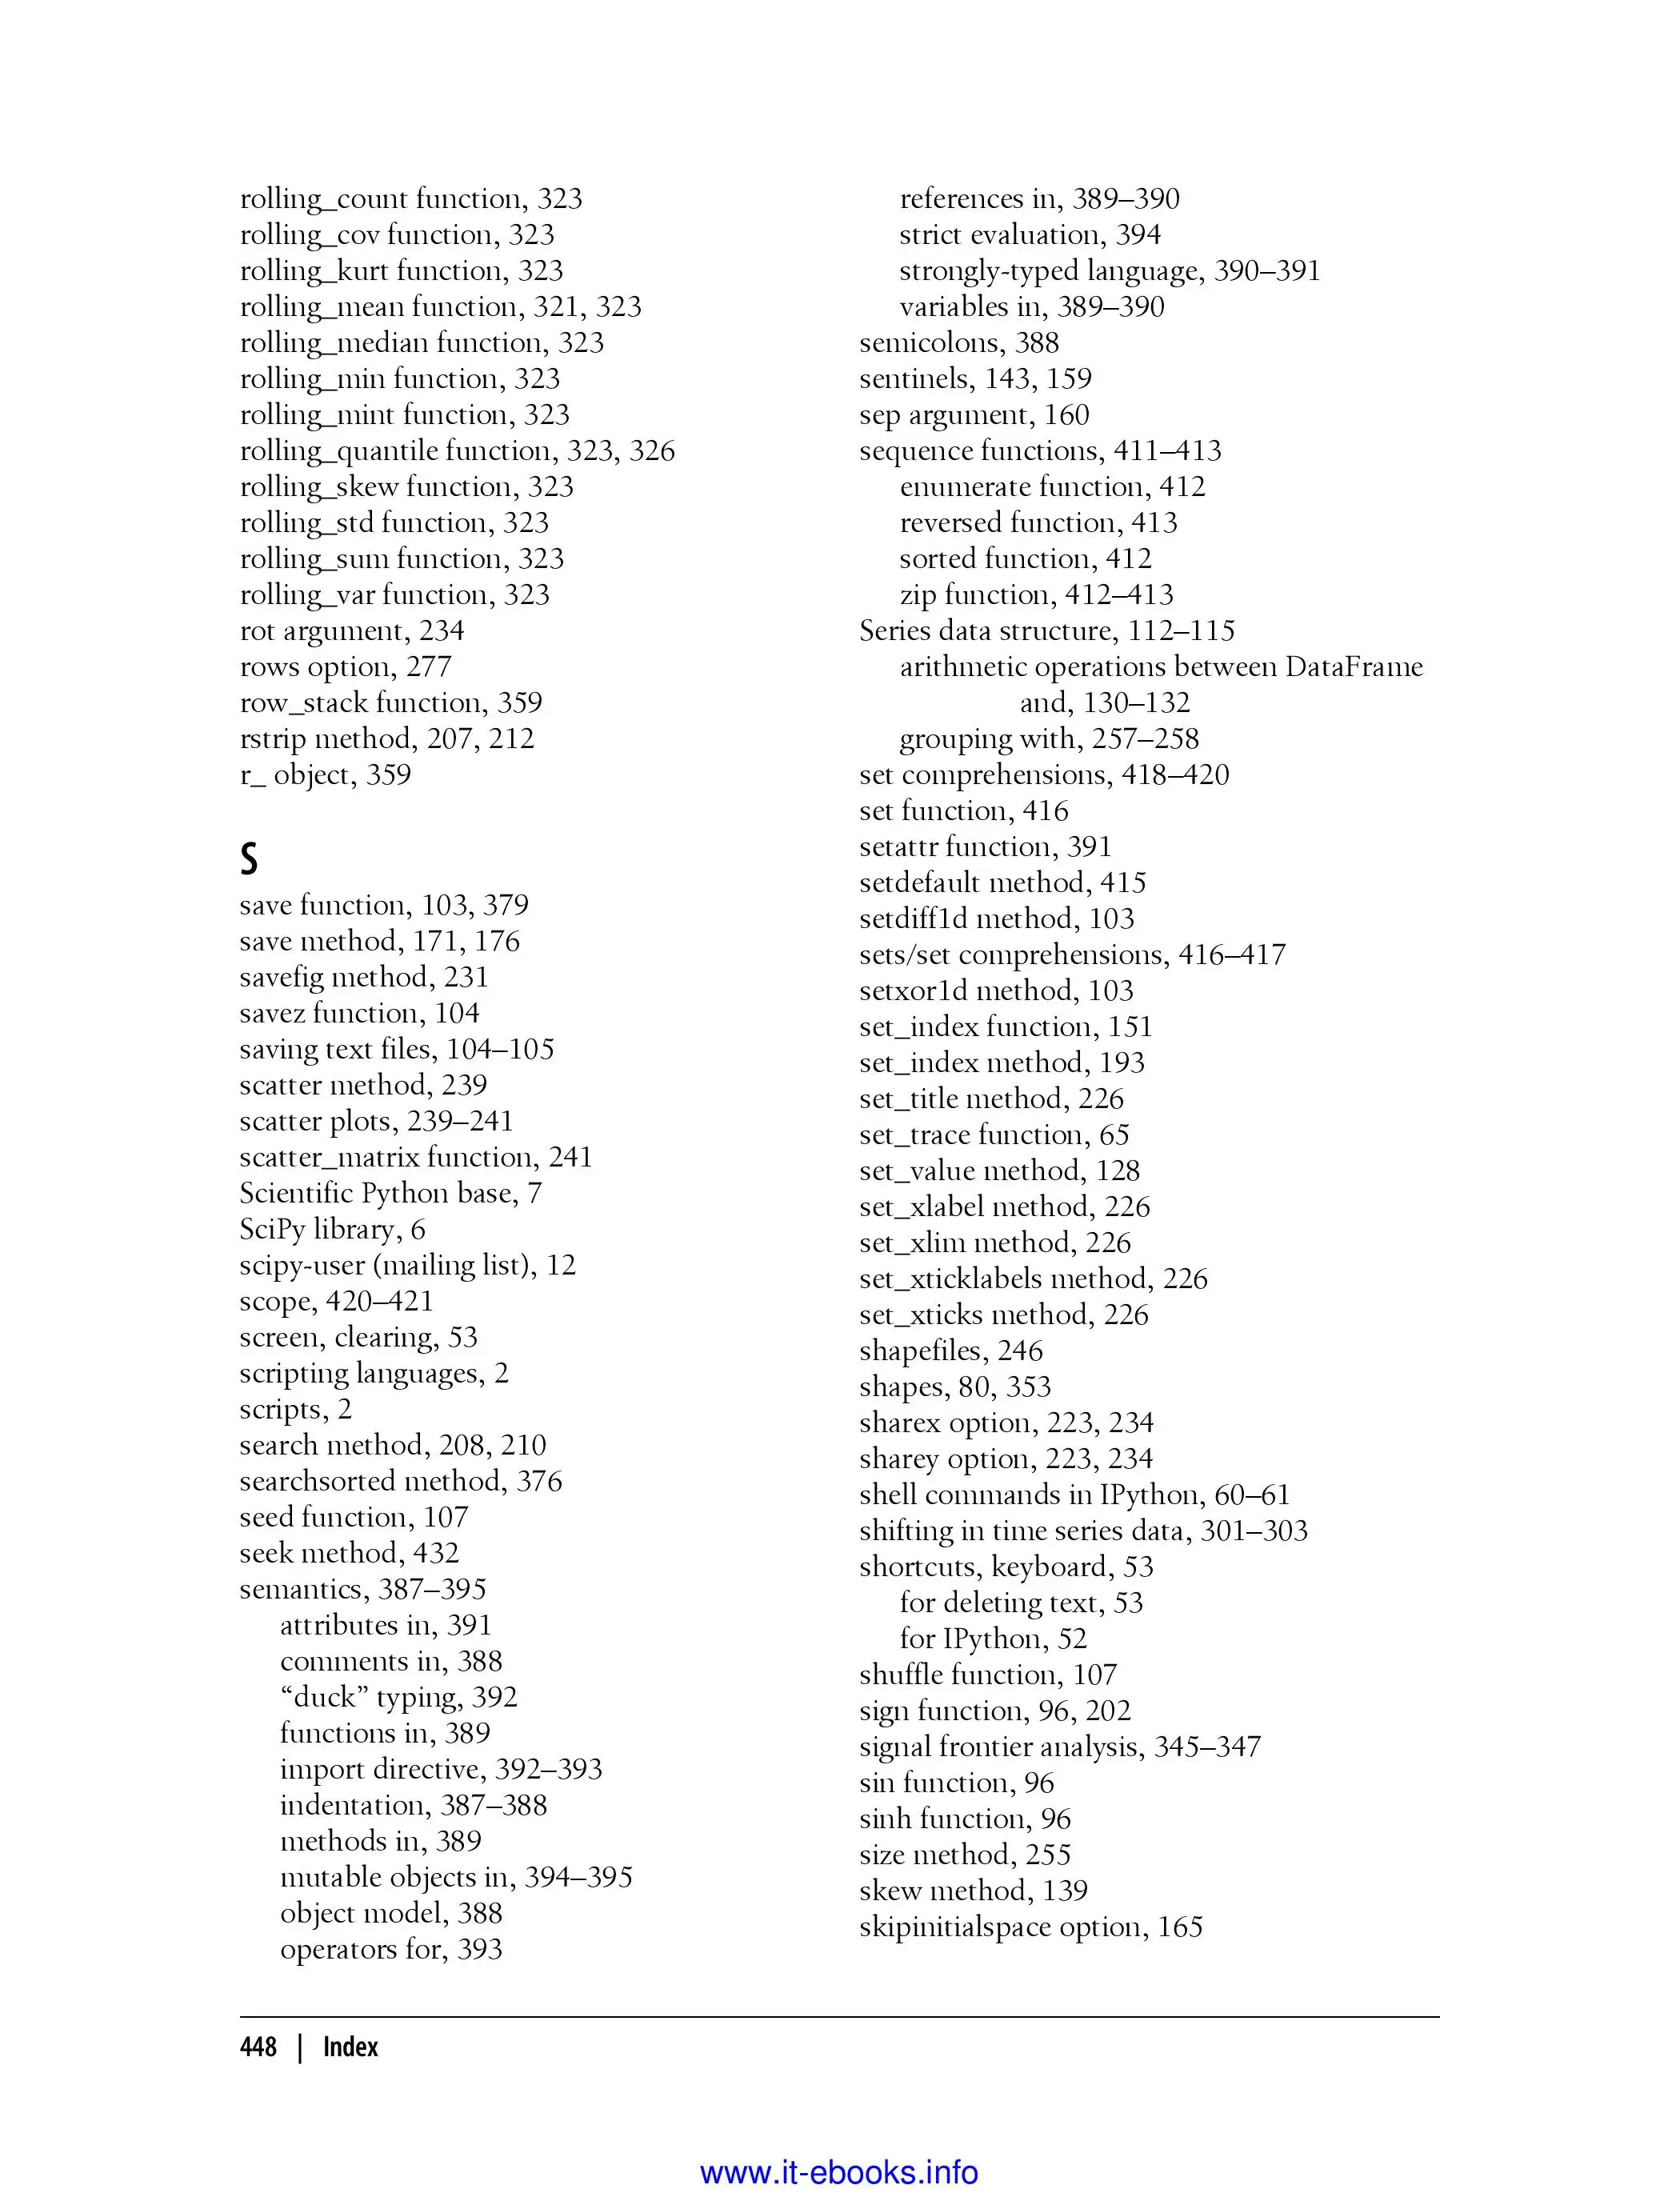 rolling_count function, 323
rolling_cov function, 323
rolling_kurt function, 323
rolling_mean function, 321, 323
rolling_median function, 323
rolling_min function, 323
rolling_mint function, 323
rolling_quantile function, 323, 326
rolling_skew function, 323
rolling_std function, 323
rolling_sum function, 323
rolling_var function, 323
rot argument, 234
rows option, 277
row_stack function, 359
rstrip method, 207, 212
r_ object, 359
S
save function, 103, 379
save method, 171, 176
savefig method, 231
savez function, 104
saving text files, 104–105
scatter method, 239
scatter plots, 239–241
scatter_matrix function, 241
Scientific Python base, 7
SciPy library, 6
scipy-user (mailing list), 12
scope, 420–421
screen, clearing, 53
scripting languages, 2
scripts, 2
search method, 208, 210
searchsorted method, 376
seed function, 107
seek method, 432
semantics, 387–395
attributes in, 391
comments in, 388
“duck” typing, 392
functions in, 389
import directive, 392–393
indentation, 387–388
methods in, 389
mutable objects in, 394–395
object model, 388
operators for, 393
references in, 389–390
strict evaluation, 394
strongly-typed language, 390–391
variables in, 389–390
semicolons, 388
sentinels, 143, 159
sep argument, 160
sequence functions, 411–413
enumerate function, 412
reversed function, 413
sorted function, 412
zip function, 412–413
Series data structure, 112–115
arithmetic operations between DataFrame
and, 130–132
grouping with, 257–258
set comprehensions, 418–420
set function, 416
setattr function, 391
setdefault method, 415
setdiff1d method, 103
sets/set comprehensions, 416–417
setxor1d method, 103
set_index function, 151
set_index method, 193
set_title method, 226
set_trace function, 65
set_value method, 128
set_xlabel method, 226
set_xlim method, 226
set_xticklabels method, 226
set_xticks method, 226
shapefiles, 246
shapes, 80, 353
sharex option, 223, 234
sharey option, 223, 234
shell commands in IPython, 60–61
shifting in time series data, 301–303
shortcuts, keyboard, 53
for deleting text, 53
for IPython, 52
shuffle function, 107
sign function, 96, 202
signal frontier analysis, 345–347
sin function, 96
sinh function, 96
size method, 255
skew method, 139
skipinitialspace option, 165
448 | Index
www.it-ebooks.info